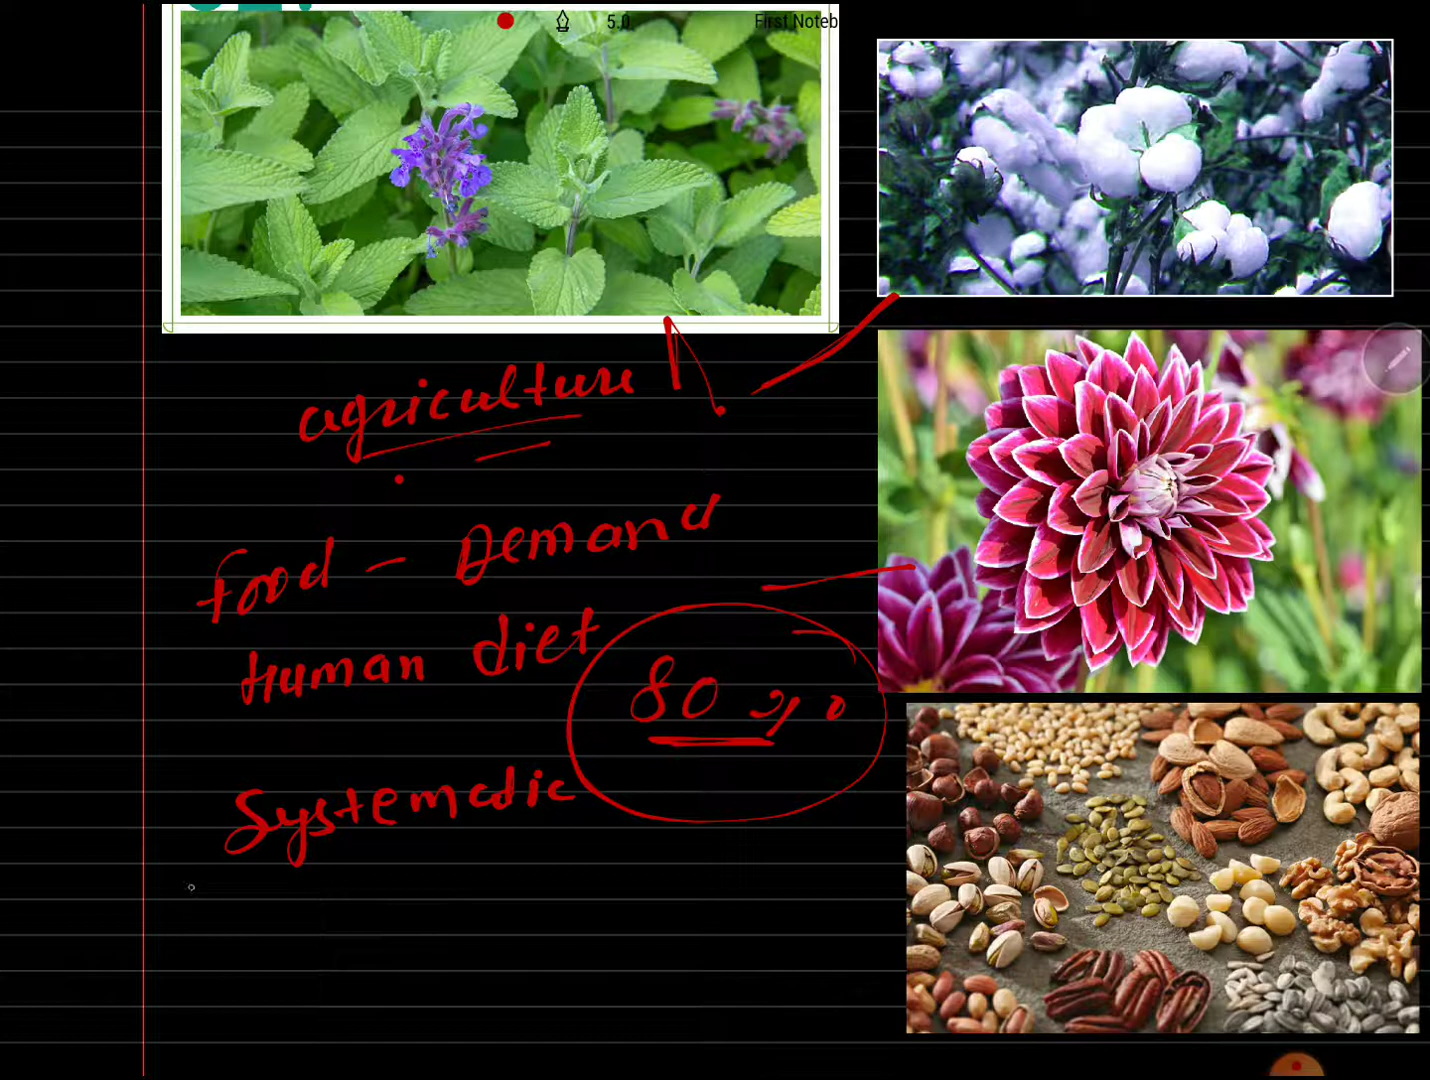 5.0 First Noteb
agriculture
Food - Demand
Human diet
80 %
Systemedic